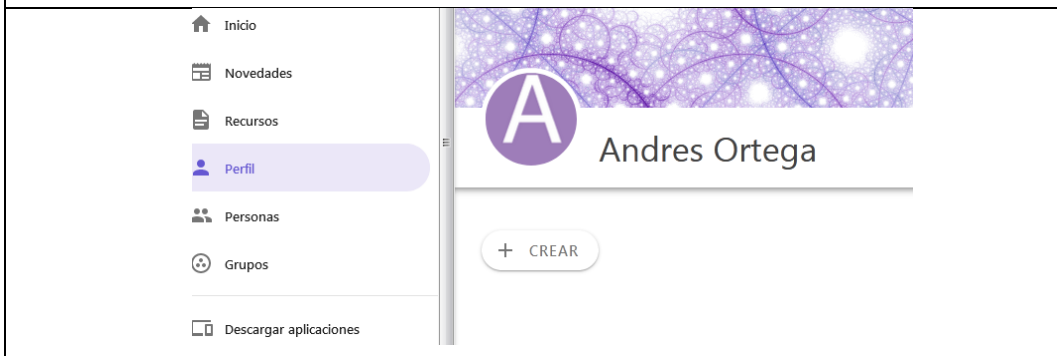 Inicio
Novedades
Recursos
Perfil
Personas
Grupos
Descargar aplicaciones
A
Andres Ortega
+ CREAR